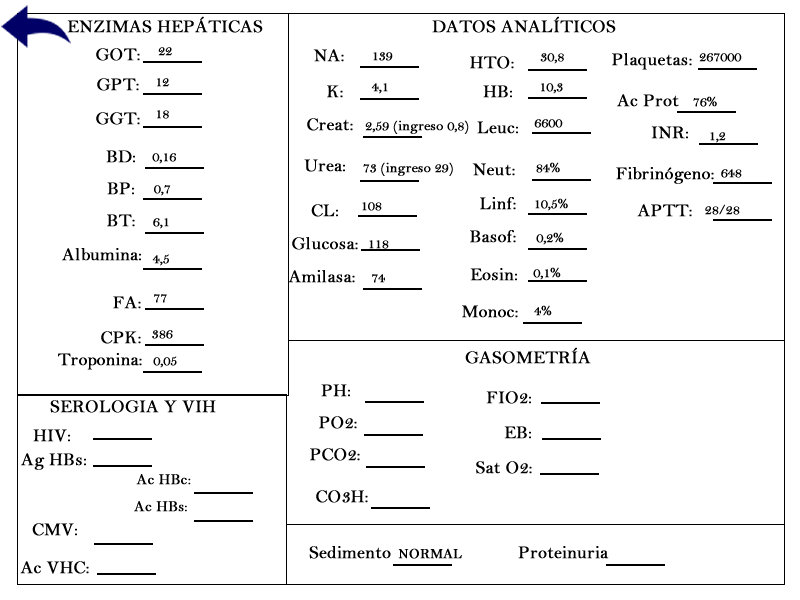 ENZIMAS HEPÁTICAS
GOT: 22
GPT: 12
GGT: 18
BD: 0,16
BP: 0,7
BT: 6,1
Albumina: 4,5
FA: 77
CPK: 386
Troponina: 0,05
DATOS ANALÍTICOS
NA: 139
K: 4,1
Creat: 2,59 (ingreso 0,8)
Urea: 73 (ingreso 29)
CL: 108
Glucosa: 118
Amilasa: 74
HTO: 30,8
HB: 10,3
Leuc: 6600
Neut: 84%
Linf: 10,5%
Basof: 0,2%
Eosin: 0,1%
Monoc: 4%
Plaquetas: 267000
Ac Prot 76%
INR: 1,2
Fibrinógeno: 648
APTT: 28/28
SEROLOGIA Y VIH
HIV:
Ag HBs:
Ac HBc:
Ac HBs:
CMV:
Ac VHC:
GASOMETRÍA
PH:
PO2:
PCO2:
CO3H:
FIO2:
EB:
Sat O2:
Sedimento NORMAL
Proteinuria